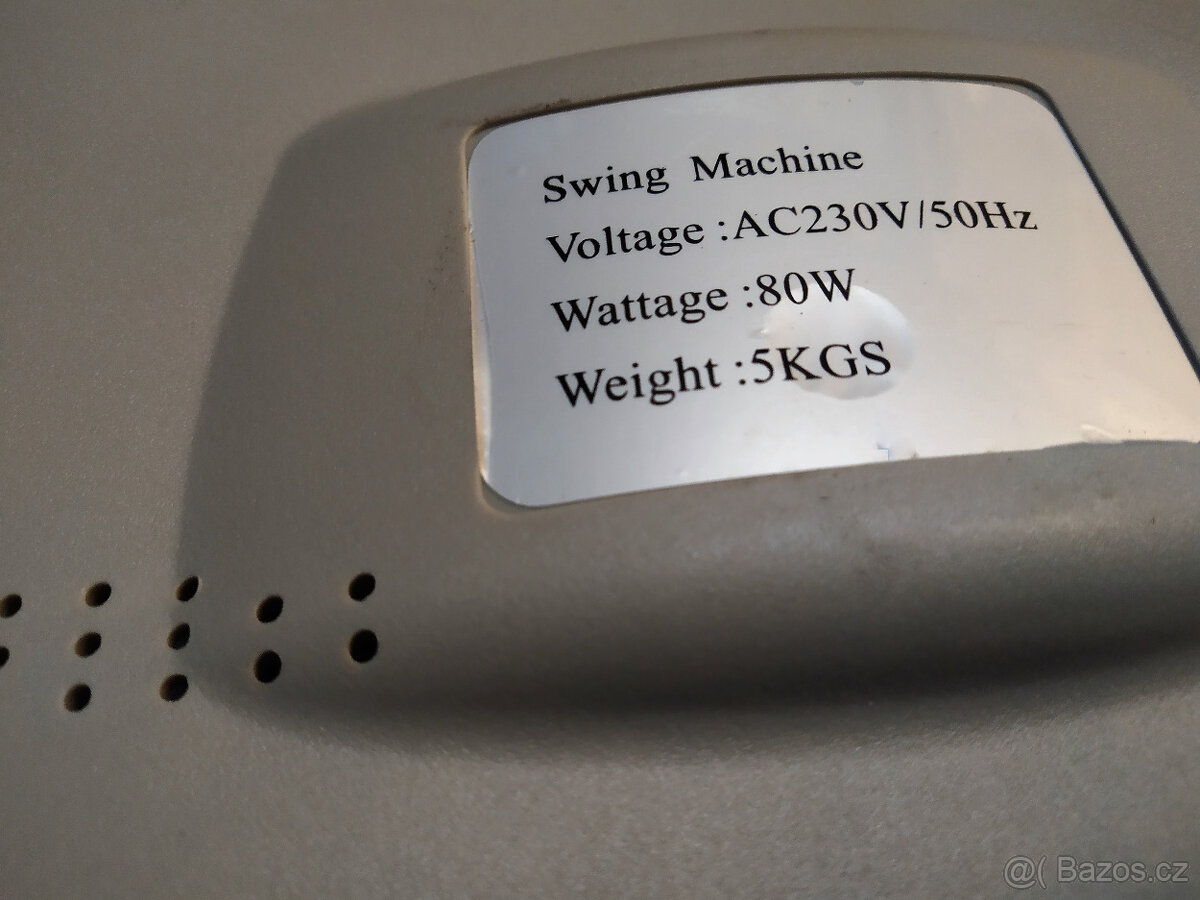 Swing Machine
Voltage :AC230V/50Hz
Wattage :80W
Weight :5KGS
@( Bazos.cz